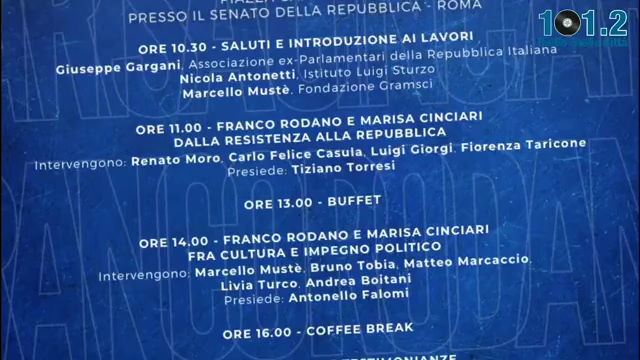 PRESSO IL SENATO DELLA REPUBBLICA - ROMA
101.2
ORE 10.30 - SALUTI E INTRODUZIONE AI LAVORI
Giuseppe Gargani, Associazione ex-Parlamentari della Repubblica Italiana
Nicola Antonetti, Istituto Luigi Sturzo
Marcello Mustè, Fondazione Gramsci
ORE 11.00 - FRANCO RODANO E MARISA CINCIARI
DALLA RESISTENZA ALLA REPUBBLICA
Intervengono: Renato Moro, Carlo Felice Casula, Luigi Giorgi, Fiorenza Taricone
Presiede: Tiziano Torresi
ORE 13.00 - BUFFET
ORE 14.00 - FRANCO RODANO E MARISA CINCIARI
FRA CULTURA E IMPEGNO POLITICO
Intervengono: Marcello Mustè, Bruno Tobia, Matteo Marcaccio,
Livia Turco, Andrea Boitani
Presiede: Antonello Falomi
ORE 16.00 - COFFEE BREAK
TESTIMONIANZE